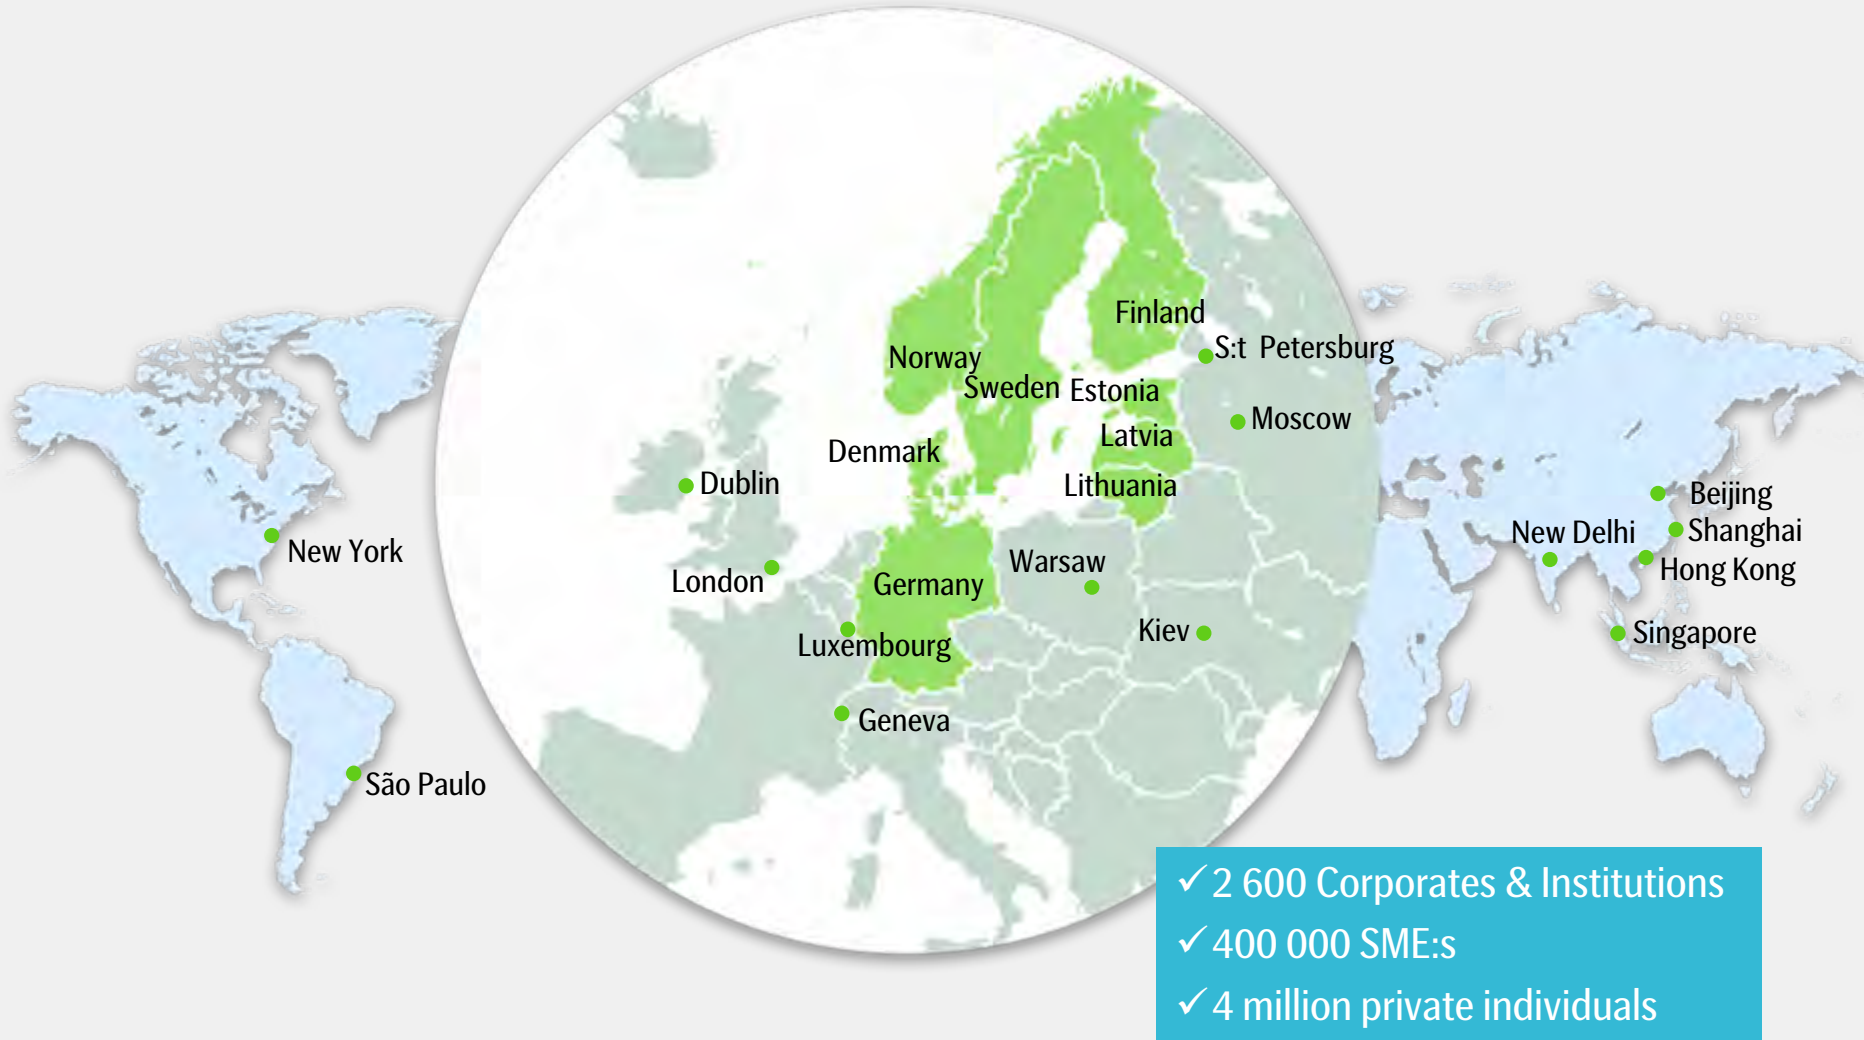 Finland
S:t Petersburg
Norway
Sweden
Estonia
Moscow
Latvia
Denmark
Dublin
Lithuania
Beijing
New York
New Delhi
Shanghai
Warsaw
London
Germany
Hong Kong
Kiev
Singapore
Luxembourg
Geneva
São Paulo
✓ 2 600 Corporates & Institutions
✓ 400 000 SME:s
✓ 4 million private individuals